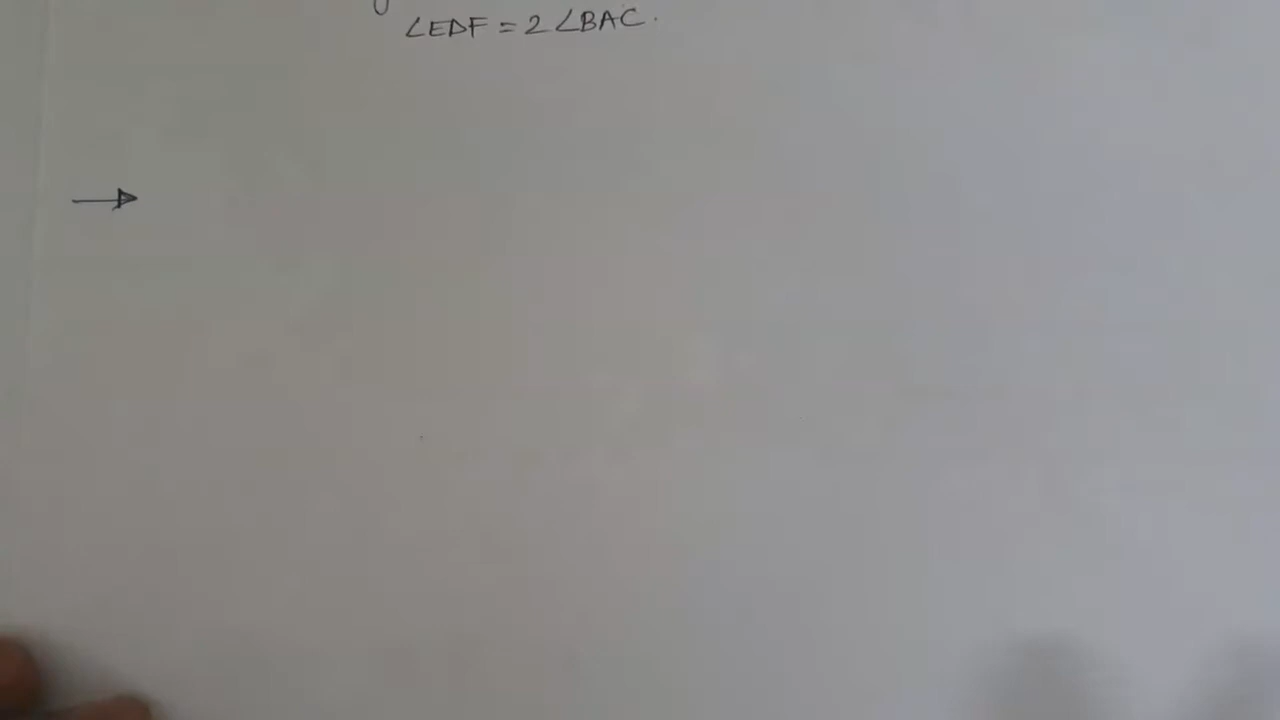 ∠EDF = 2 ∠BAC.